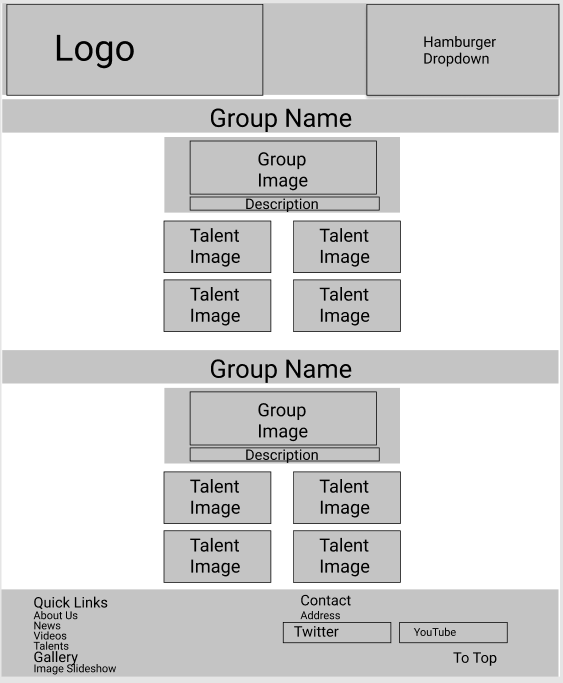 Logo
Hamburger
Dropdown
Group Name
Group
Image
Description
Talent
Image
Talent
Image
Talent
Image
Talent
Image
Group Name
Group
Image
Description
Talent
Image
Talent
Image
Talent
Image
Talent
Image
Quick Links
About Us
News
Videos
Talents
Gallery
Image Slideshow
Contact
Address
Twitter
YouTube
To Top